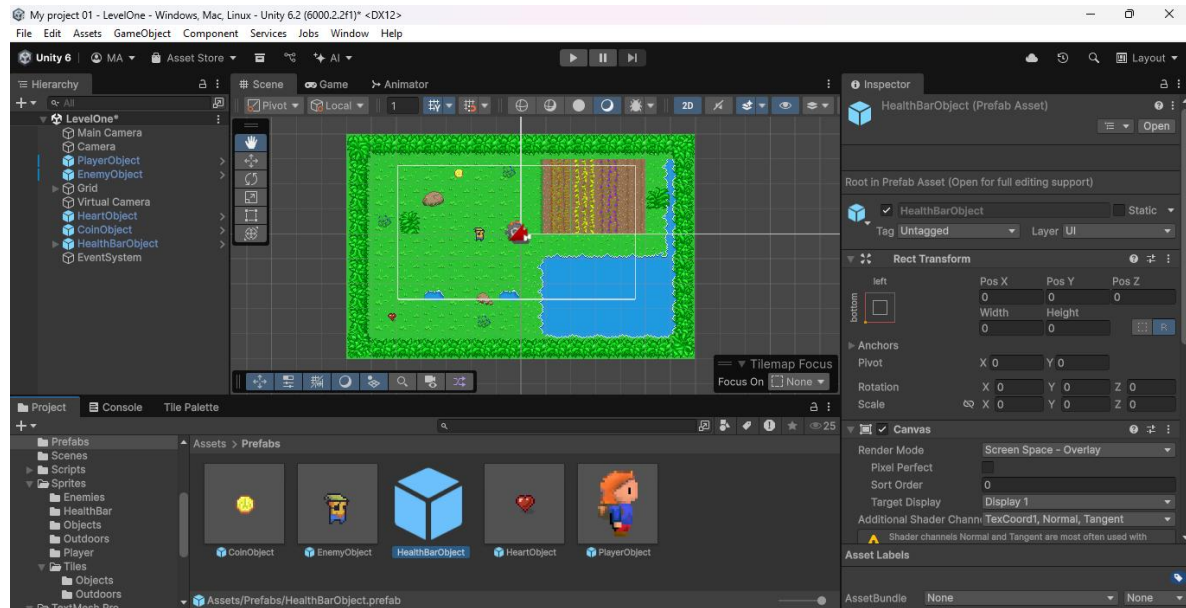 My project 01 - LevelOne - Windows, Mac, Linux - Unity 6.2 (6000.2.2f1)* <DX12>
File Edit Assets GameObject Component Services Jobs Window Help
Unity 6 MA Asset Store AI Layout
Hierarchy
All
LevelOne*
Main Camera
Camera
PlayerObject
EnemyObject
Grid
Virtual Camera
HeartObject
CoinObject
HealthBarObject
EventSystem
Scene Game Animator
Pivot Local 1 2D
Tilemap Focus
Focus On None
Inspector
HealthBarObject (Prefab Asset)
Open
Root in Prefab Asset (Open for full editing support)
HealthBarObject Static
Tag Untagged Layer UI
Rect Transform
left Pos X Pos Y Pos Z
bottom 0 0 0
Width Height
0 0 R
Anchors
Pivot X 0 Y 0
Rotation X 0 Y 0 Z 0
Scale X 0 Y 0 Z 0
Canvas
Render Mode Screen Space - Overlay
Pixel Perfect
Sort Order 0
Target Display Display 1
Additional Shader Chann TexCoord1, Normal, Tangent
Shader channels Normal and Tangent are most often used with
Asset Labels
AssetBundle None None
Project Console Tile Palette
25
Prefabs
Scenes
Scripts
Sprites
Enemies
HealthBar
Objects
Outdoors
Player
Tiles
Objects
Outdoors
TextMesh Pro
Assets > Prefabs
CoinObject EnemyObject HealthBarObject HeartObject PlayerObject
Assets/Prefabs/HealthBarObject.prefab